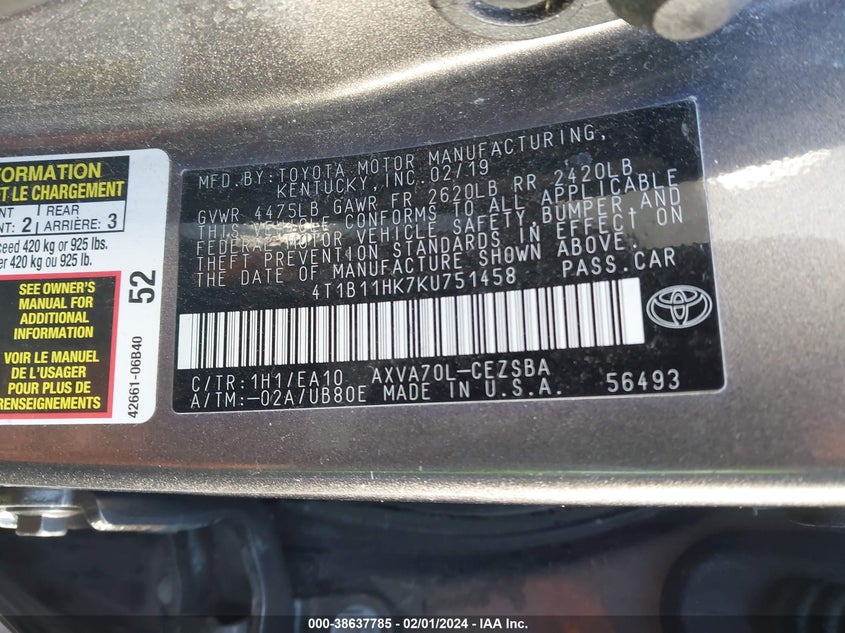 FORMATION
ET LE CHARGEMENT
REAR
NT: 2 ARRIÈRE: 3
420 kg or 925 lbs.
420 kg ou 925 lb.
SEE OWNER'S
MANUAL FOR
ADDITIONAL
INFORMATION
VOIR LE MANUEL
DE L'USAGER
POUR PLUS DE
RENSEIGNEMENTS
52
42661-06B40
MFD.BY:TOYOTA MOTOR MANUFACTURING,
KENTUCKY,INC.02/19
GVWR 4475LB GAWR FR 2620LB RR 2420LB
THIS VEHICLE CONFORMS TO ALL APPLICABLE
FEDERAL MOTOR VEHICLE SAFETY,BUMPER AND
THEFT PREVENTION STANDARDS IN EFFECT ON
THE DATE OF MANUFACTURE SHOWN ABOVE.
4T1B11HK7KU751458 PASS.CAR
C/TR:1H1/EA10 AXVA70L-CEZSBA
A/TM:-02A/UB80E MADE IN U.S.A. 56493
000-38637785 - 02/01/2024 - IAA Inc.